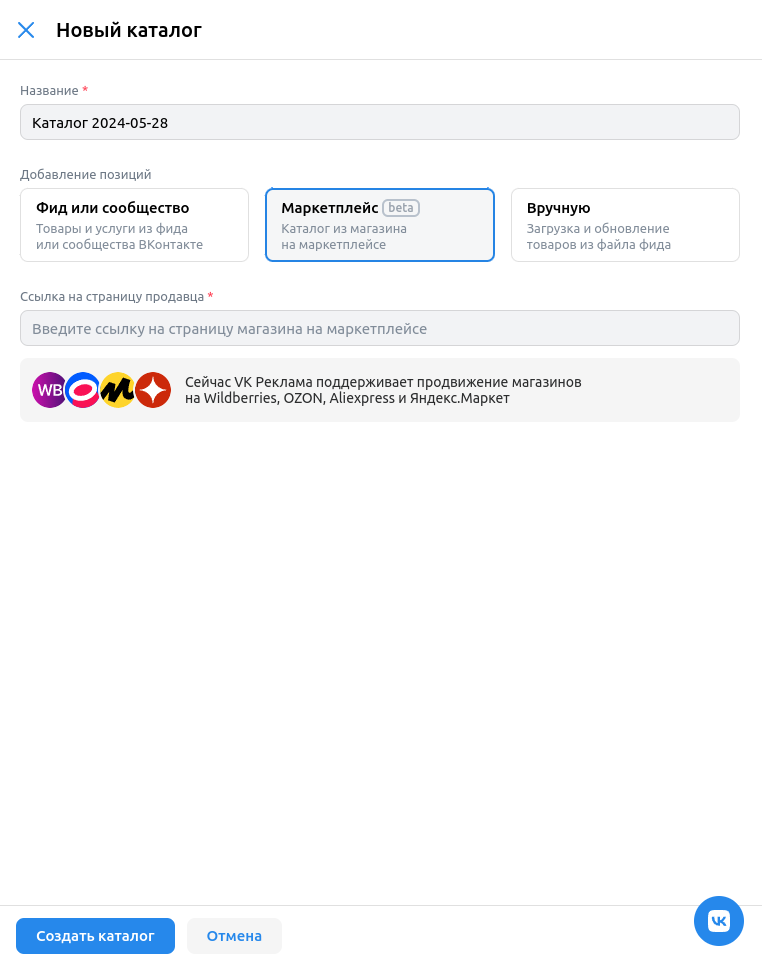 Новый каталог
Название *
Каталог 2024-05-28
Добавление позиций
Фид или сообщество
Товары и услуги из фида
или сообщества ВКонтакте
Маркетплейс beta
Каталог из магазина
на маркетплейсе
Вручную
Загрузка и обновление
товаров из файла фида
Ссылка на страницу продавца *
Введите ссылку на страницу магазина на маркетплейсе
WB
Сейчас VK Реклама поддерживает продвижение магазинов
на Wildberries, OZON, Aliexpress и Яндекс.Маркет
Создать каталог
Отмена